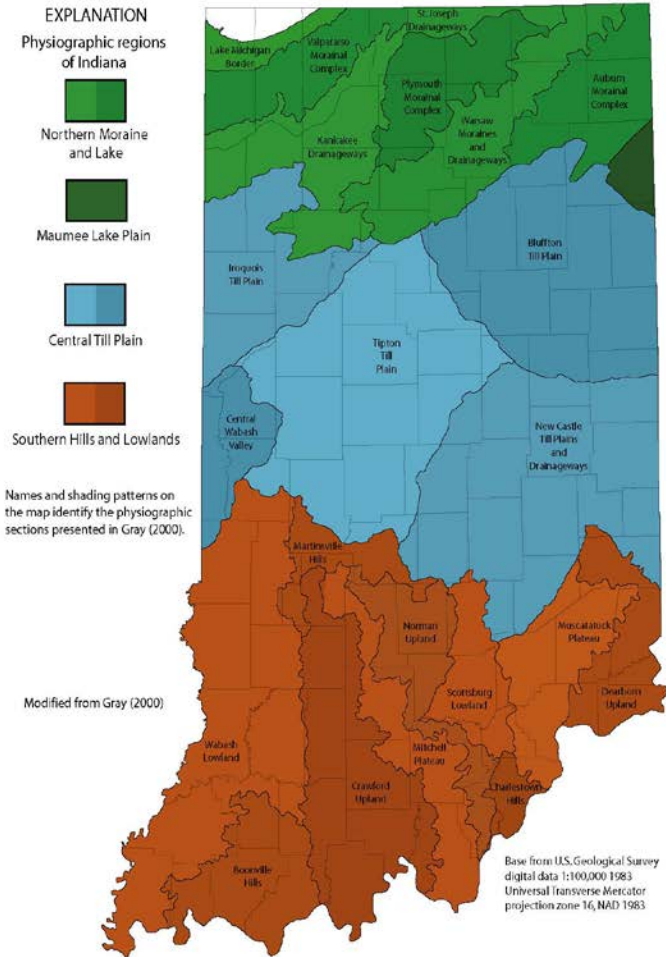 EXPLANATION
Physiographic regions
of Indiana
Northern Moraine
and Lake
Maumee Lake Plain
Central Till Plain
Southern Hills and Lowlands
Names and shading patterns on
the map identify the physiographic
sections presented in Gray (2000).
Modified from Gray (2000)
St. Joseph
Drainageways
Lake Michigan
Border
Valparaiso
Morainal
Complex
Plymouth
Morainal
Complex
Auburn
Morainal
Complex
Kankakee
Drainageways
Warsaw
Moraines
and
Drainageways
Iroquois
Till Plain
Bluffton
Till Plain
Tipton
Till
Plain
Central
Wabash
Valley
New Castle
Till Plains
and
Drainageways
Martinsville
Hills
Norman
Upland
Muscatatuck
Plateau
Scottsburg
Lowland
Dearborn
Upland
Wabash
Lowland
Mitchell
Plateau
Crawford
Upland
Charlestown
Hills
Boonville
Hills
Base from U.S. Geological Survey
digital data 1:100,000 1983
Universal Transverse Mercator
projection zone 16, NAD 1983